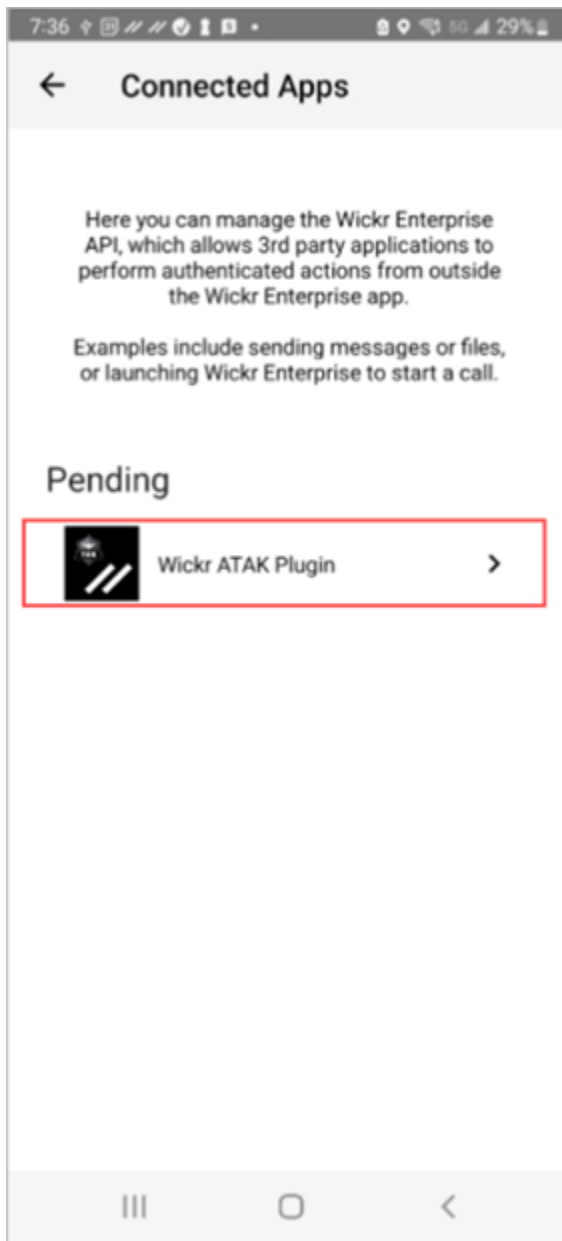 7:36 5G 29%
Connected Apps
Here you can manage the Wickr Enterprise
API, which allows 3rd party applications to
perform authenticated actions from outside
the Wickr Enterprise app.
Examples include sending messages or files,
or launching Wickr Enterprise to start a call.
Pending
Wickr ATAK Plugin